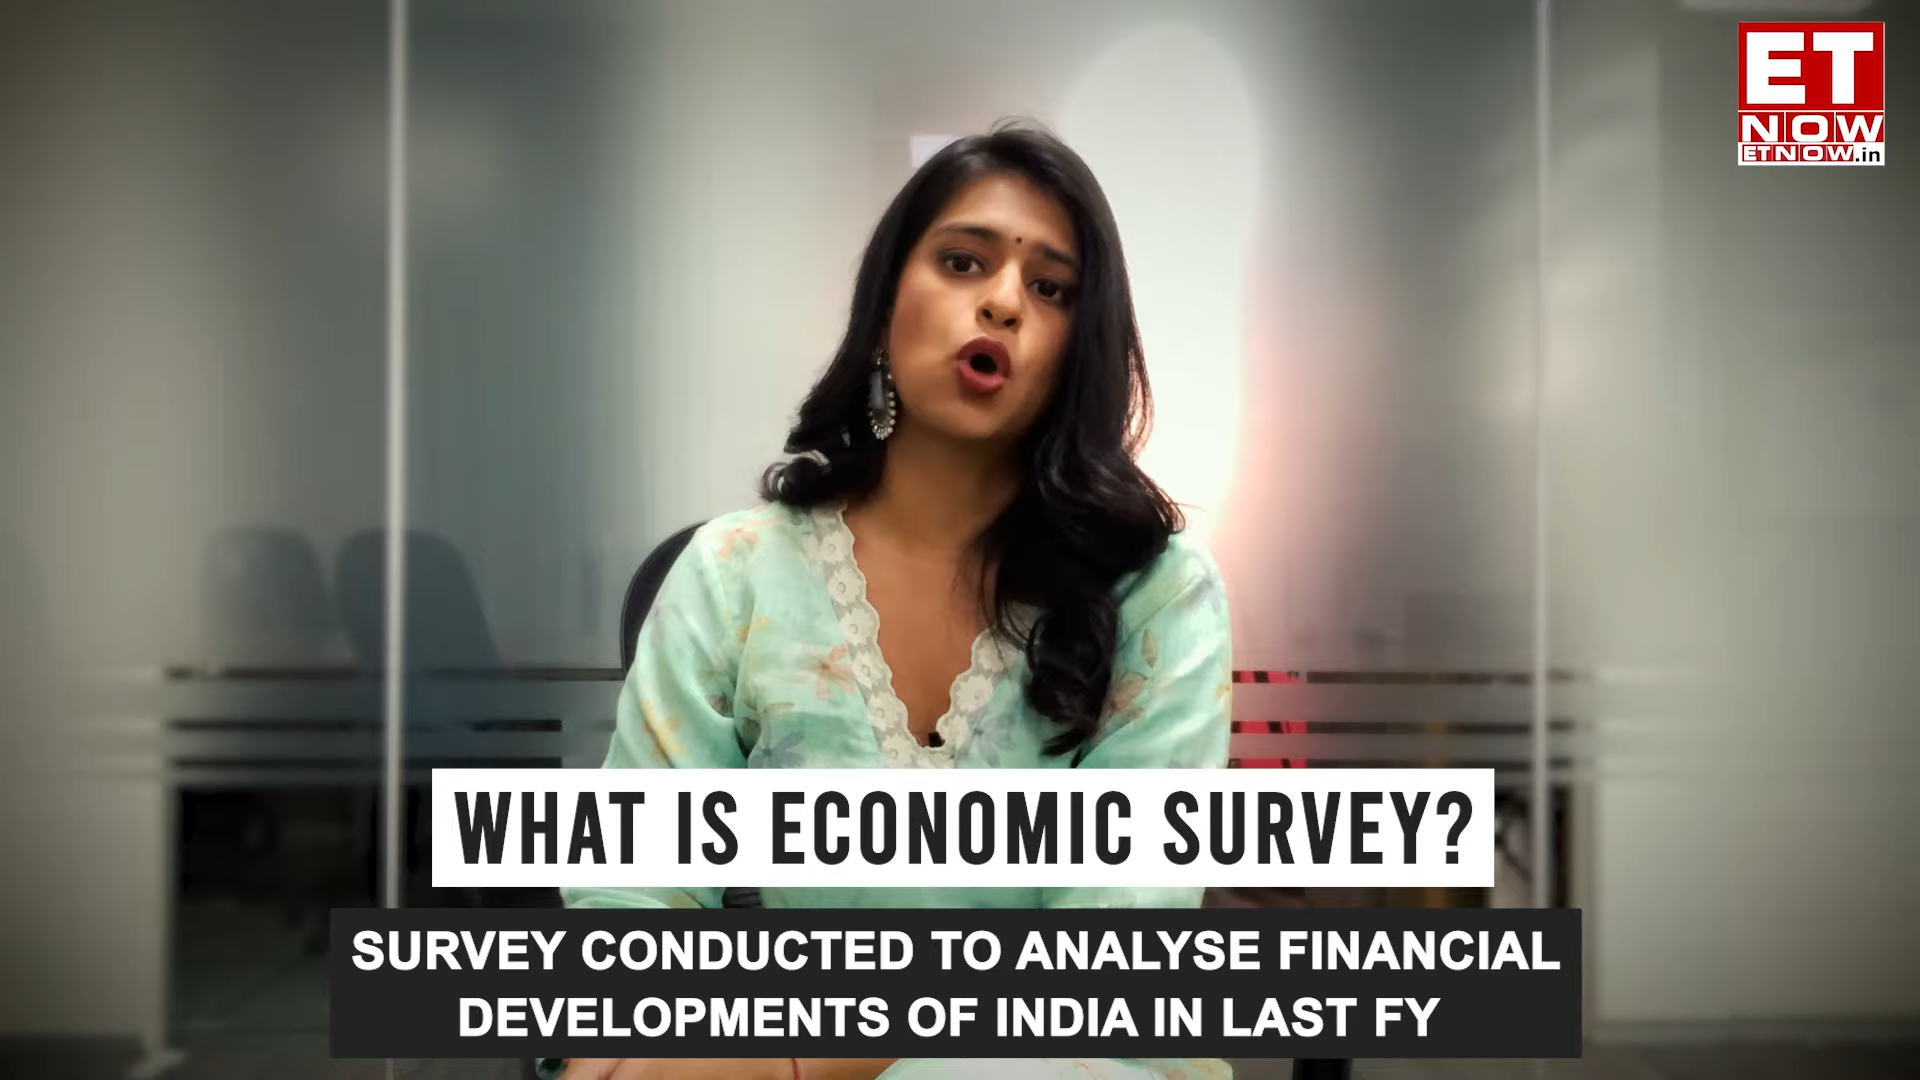 ET
NOW
ETNOW.in
WHAT IS ECONOMIC SURVEY?
SURVEY CONDUCTED TO ANALYSE FINANCIAL
DEVELOPMENTS OF INDIA IN LAST FY